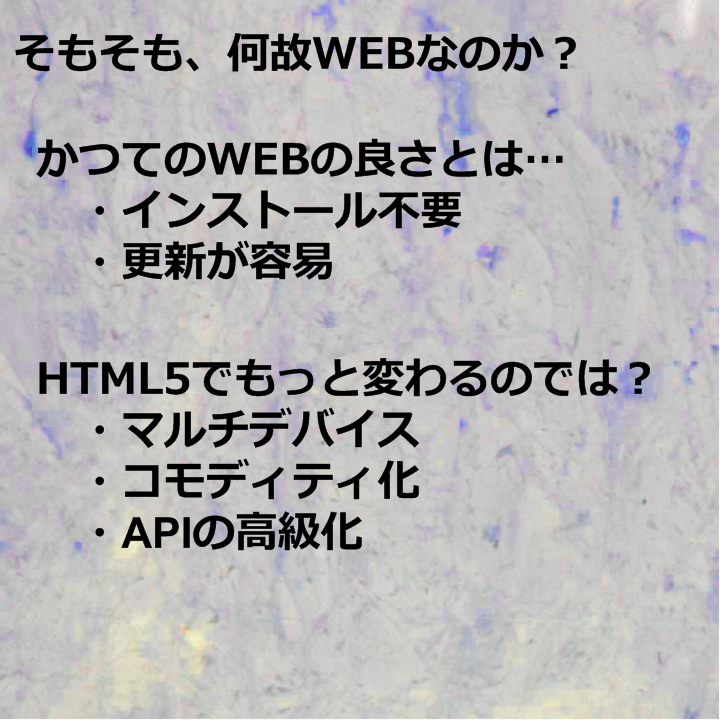 そもそも、何故WEBなのか？
かつてのWEBの良さとは…
・インストール不要
・更新が容易
HTML5でもっと変わるのでは？
・マルチデバイス
・コモディティ化
・APIの高級化